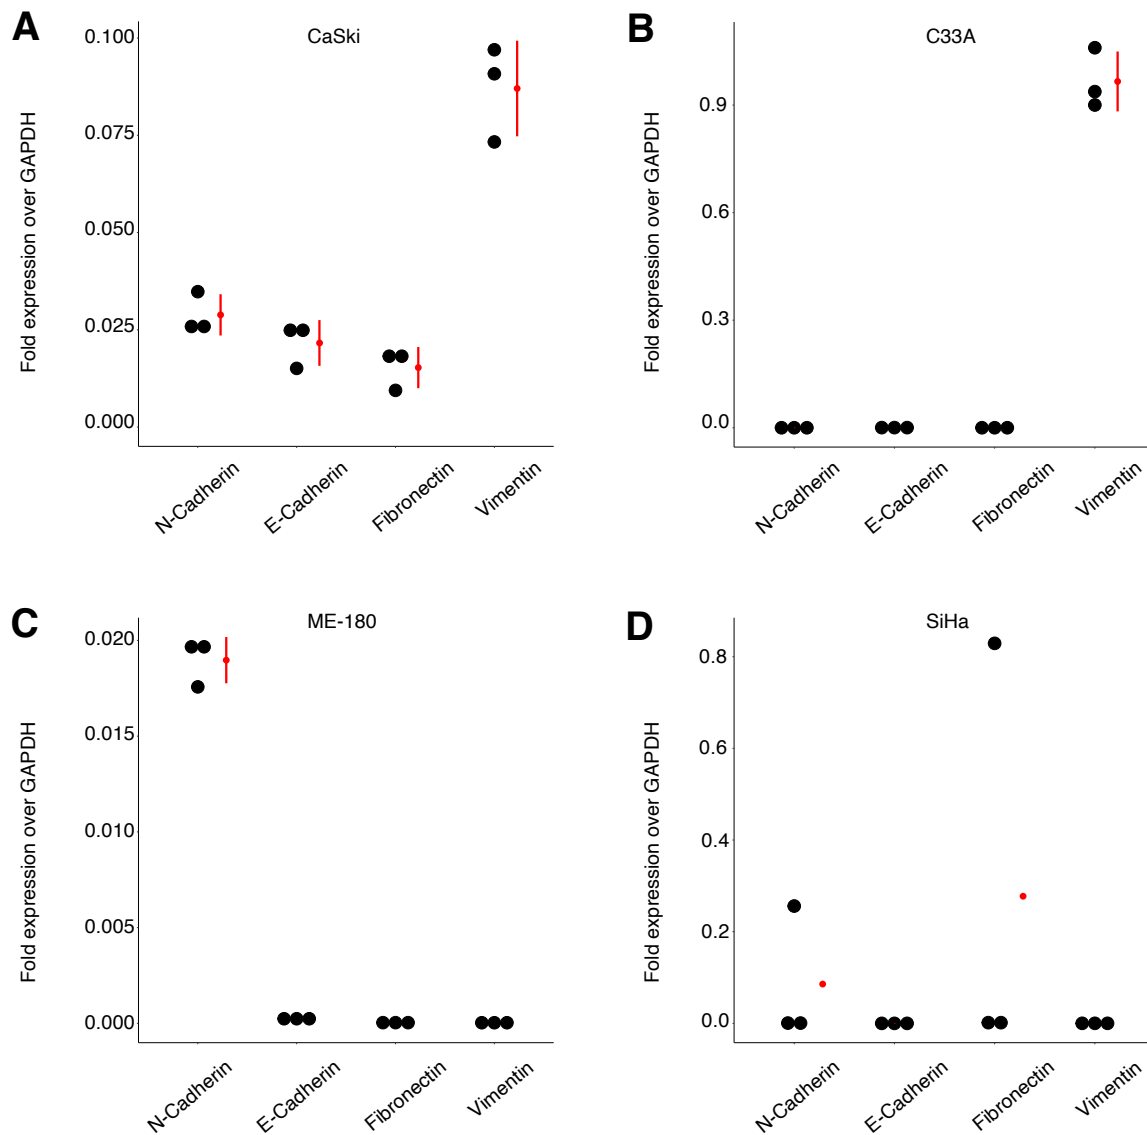 A
CaSki
Fold expression over GAPDH
0.100
0.075
0.050
0.025
0.000
N-Cadherin
E-Cadherin
Fibronectin
Vimentin
B
C33A
Fold expression over GAPDH
0.9
0.6
0.3
0.0
N-Cadherin
E-Cadherin
Fibronectin
Vimentin
C
ME-180
Fold expression over GAPDH
0.020
0.015
0.010
0.005
0.000
N-Cadherin
E-Cadherin
Fibronectin
Vimentin
D
SiHa
Fold expression over GAPDH
0.8
0.6
0.4
0.2
0.0
N-Cadherin
E-Cadherin
Fibronectin
Vimentin